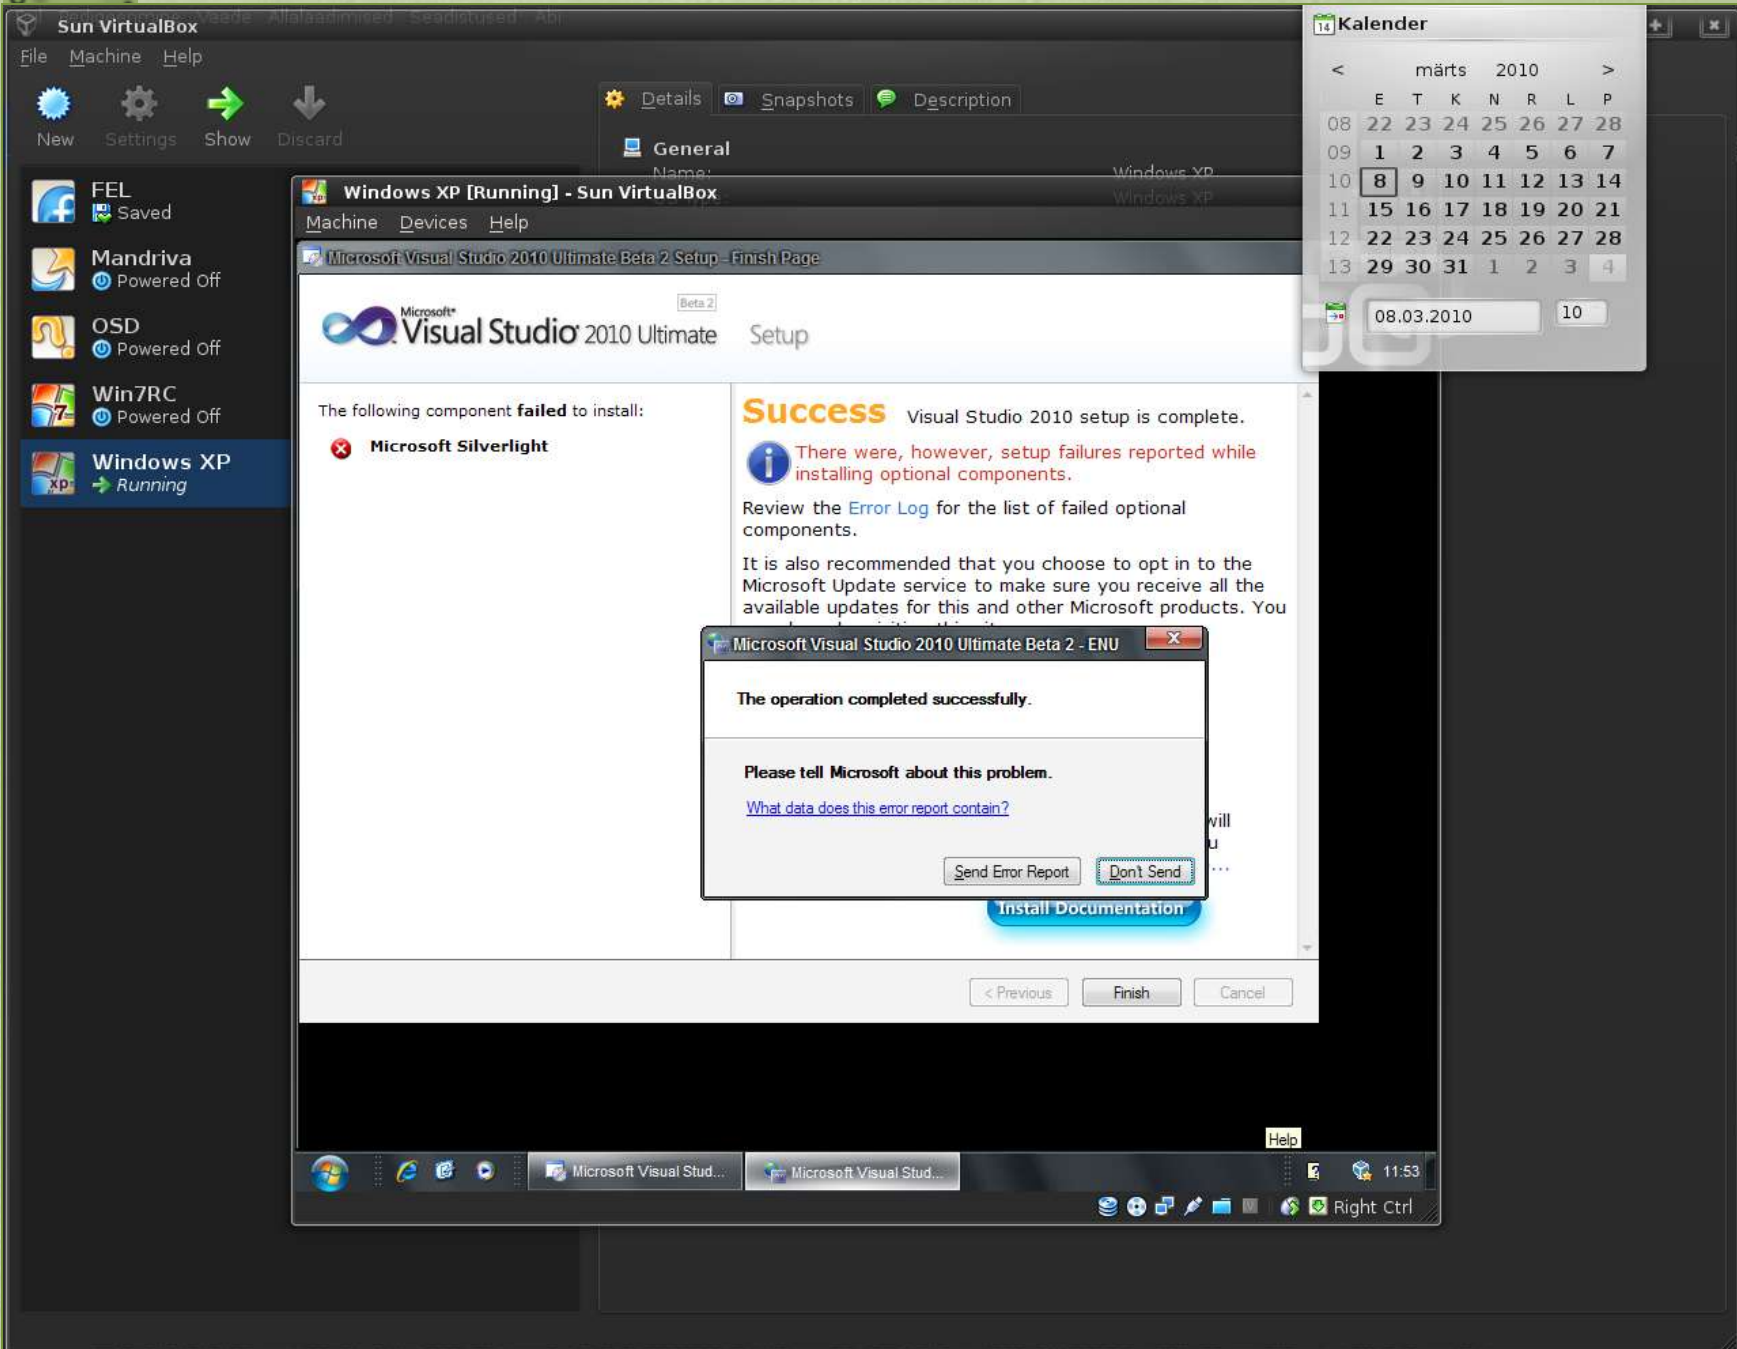 Vaade Allalaadimised Seadistused Abi
Sun VirtualBox
File Machine Help
New Settings Show Discard
Details Snapshots Description
General
Name: Windows XP
Windows XP
FEL
Saved
Mandriva
Powered Off
OSD
Powered Off
Win7RC
Powered Off
Windows XP
Running
Windows XP [Running] - Sun VirtualBox
Machine Devices Help
Microsoft Visual Studio 2010 Ultimate Beta 2 Setup - Finish Page
Beta 2
Microsoft®
Visual Studio® 2010 Ultimate Setup
The following component failed to install:
Microsoft Silverlight
Success Visual Studio 2010 setup is complete.
There were, however, setup failures reported while
installing optional components.
Review the Error Log for the list of failed optional
components.
It is also recommended that you choose to opt in to the
Microsoft Update service to make sure you receive all the
available updates for this and other Microsoft products. You
Microsoft Visual Studio 2010 Ultimate Beta 2 - ENU
The operation completed successfully.
Please tell Microsoft about this problem.
What data does this error report contain?
will
u
...
Send Error Report Don't Send
Install Documentation
< Previous Finish Cancel
Help
Microsoft Visual Stud... Microsoft Visual Stud... 11:53
Right Ctrl
14 Kalender
< märts 2010 >
E T K N R L P
08 22 23 24 25 26 27 28
09 1 2 3 4 5 6 7
10 8 9 10 11 12 13 14
11 15 16 17 18 19 20 21
12 22 23 24 25 26 27 28
13 29 30 31 1 2 3 4
08.03.2010 10